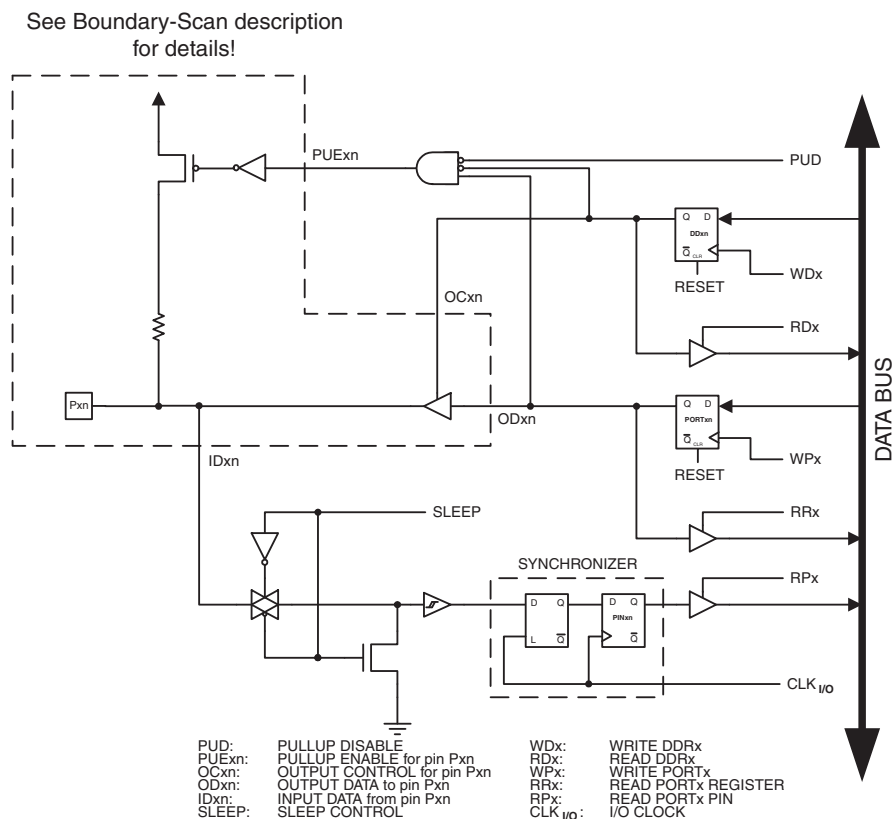 See Boundary-Scan description
for details!
PUExn
PUD
Q D
DDxn
Q
CLR
RESET
WDx
OCxn
RDx
Pxn
ODxn
Q D
PORTxn
Q
CLR
RESET
WPx
DATA BUS
IDxn
SLEEP
RRx
SYNCHRONIZER
RPx
D Q
L Q
D Q
PINxn
Q
CLK I/O
PUD: PULLUP DISABLE
PUExn: PULLUP ENABLE for pin Pxn
OCxn: OUTPUT CONTROL for pin Pxn
ODxn: OUTPUT DATA to pin Pxn
IDxn: INPUT DATA from pin Pxn
SLEEP: SLEEP CONTROL
WDx: WRITE DDRx
RDx: READ DDRx
WPx: WRITE PORTx
RRx: READ PORTx REGISTER
RPx: READ PORTx PIN
CLK I/O: I/O CLOCK